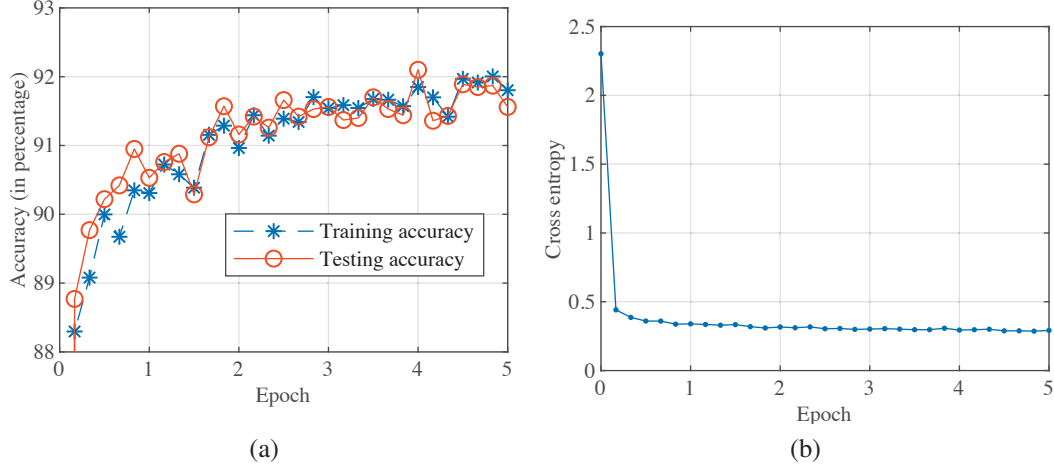 93
92
91
90
89
88
Accuracy (in percentage)
Training accuracy
Testing accuracy
0 1 2 3 4 5
Epoch
(a)
2.5
2
1.5
1
0.5
0
Cross entropy
0 1 2 3 4 5
Epoch
(b)